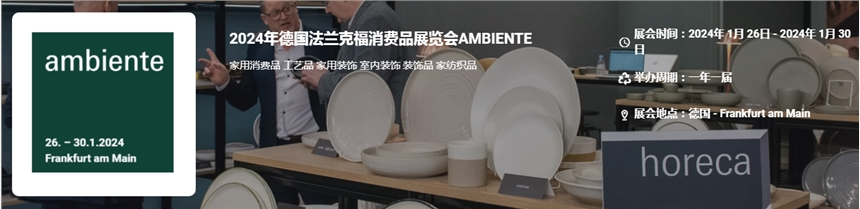 ambiente
26. – 30.1.2024
Frankfurt am Main
2024年德国法兰克福消费品展览会AMBIENTE
家用消费品 工艺品 家用装饰 室内装饰 装饰品 家纺织品
展会时间：2024年 1月 26日 - 2024年 1月 30
日
举办周期：一年一届
展会地点：德国 - Frankfurt am Main
horeca